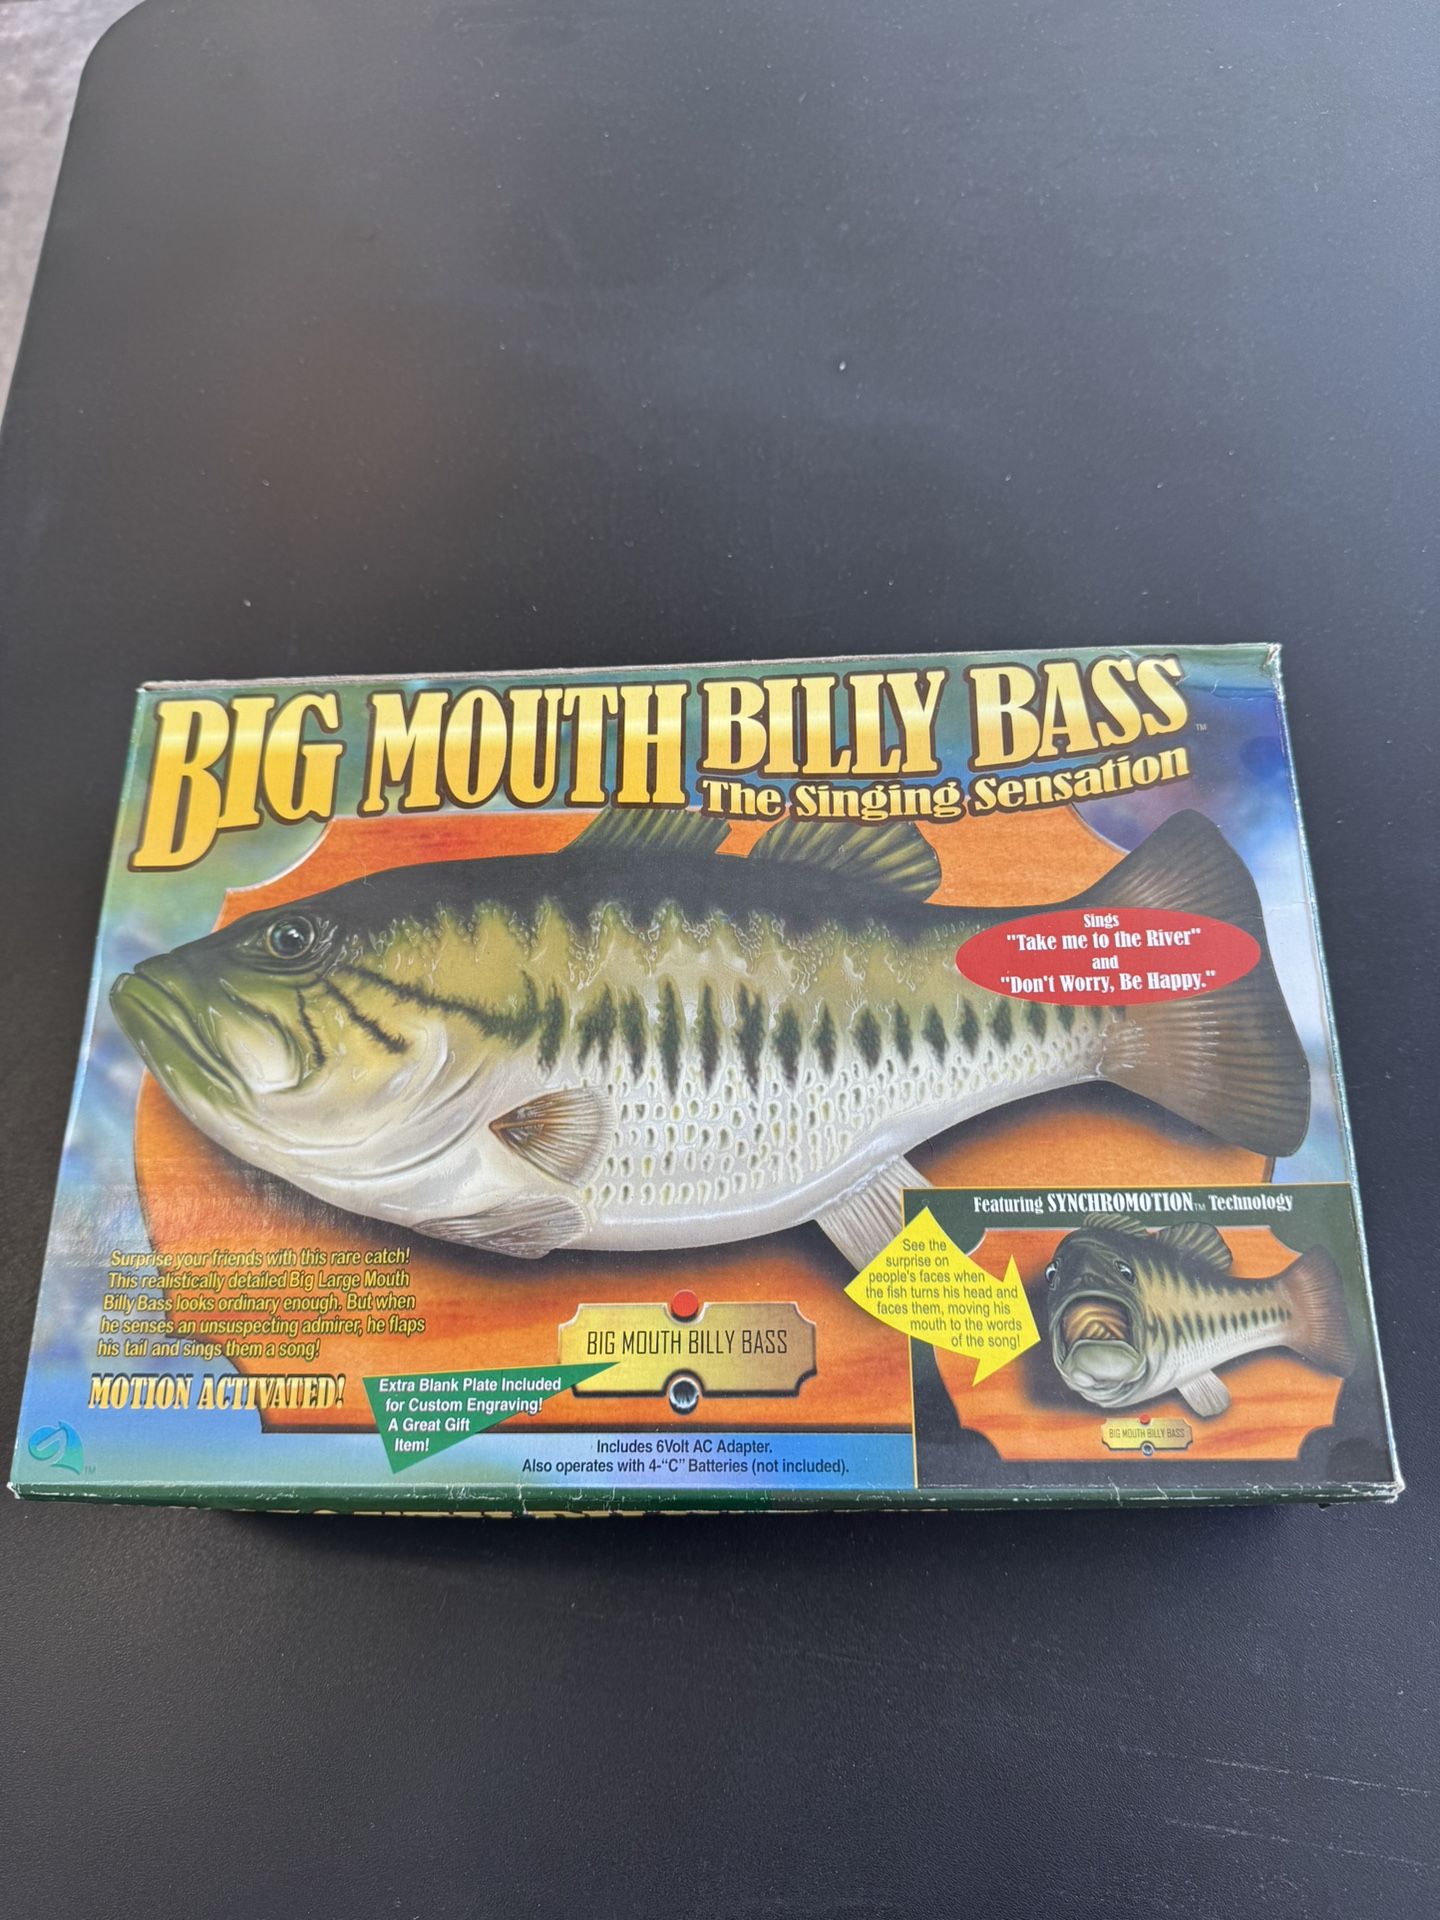 BIG MOUTH BILLY BASS™
The Singing Sensation
Sings
"Take me to the River"
and
"Don't Worry, Be Happy."
Featuring SYNCHROMOTION™ Technology
See the
surprise on
people's faces when
the fish turns his head and
faces them, moving his
mouth to the words
of the song!
BIG MOUTH BILLY BASS
Surprise your friends with this rare catch!
This realistically detailed Big Large Mouth
Billy Bass looks ordinary enough. But when
he senses an unsuspecting admirer, he flaps
his tail and sings them a song!
MOTION ACTIVATED!
BIG MOUTH BILLY BASS
Extra Blank Plate Included
for Custom Engraving!
A Great Gift
Item!
Includes 6Volt AC Adapter.
Also operates with 4-"C" Batteries (not included).
TM